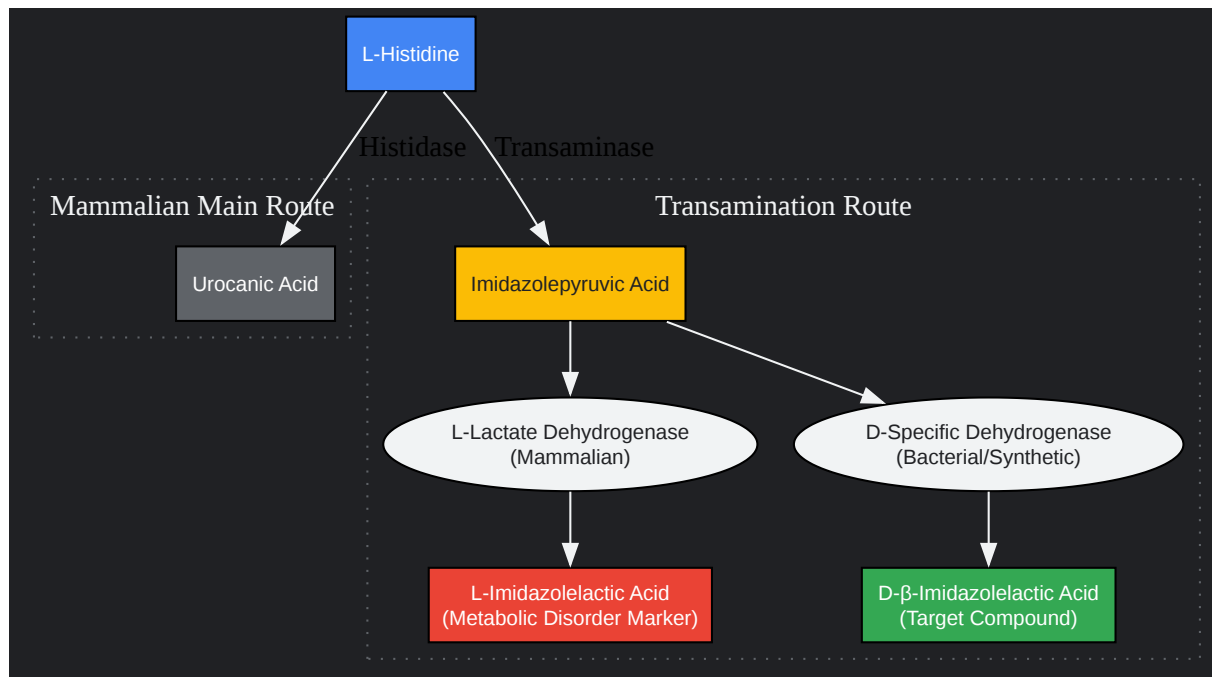 L-Histidine
Histidase
Transaminase
Mammalian Main Route
Transamination Route
Urocanic Acid
Imidazolepyruvic Acid
L-Lactate Dehydrogenase
(Mammalian)
D-Specific Dehydrogenase
(Bacterial/Synthetic)
L-Imidazolelactic Acid
(Metabolic Disorder Marker)
D-β-Imidazolelactic Acid
(Target Compound)